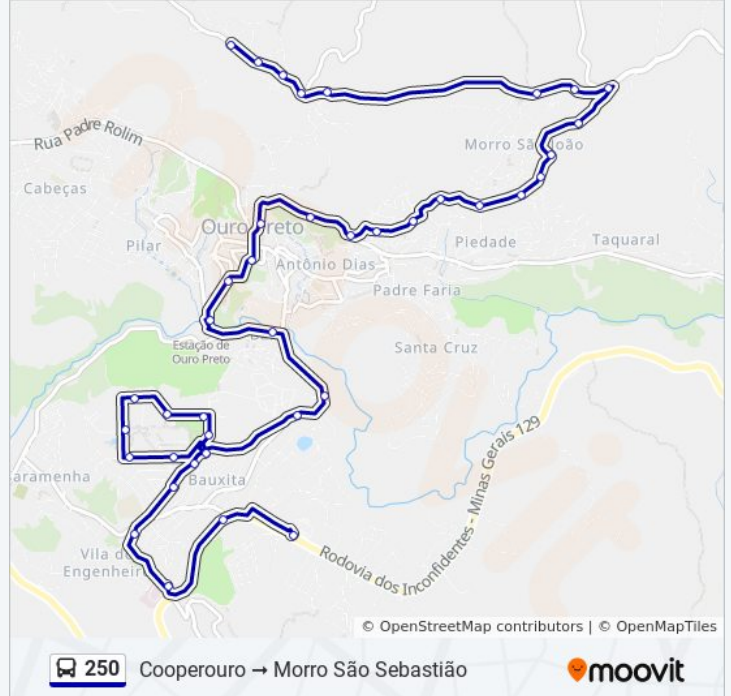 Rua Padre Rolim
Morro São João
Cabeças
Ouro Preto
Pilar
Piedade
Taquaral
Antônio Dias
Padre Faria
Estação de
Ouro Preto
Santa Cruz
aramenha
Bauxita
Rodovia dos Inconfidentes - Minas Gerais 129
Vila d
Engenheir
© OpenStreetMap contributors | © OpenMapTiles
250 Cooperouro → Morro São Sebastião
moovit